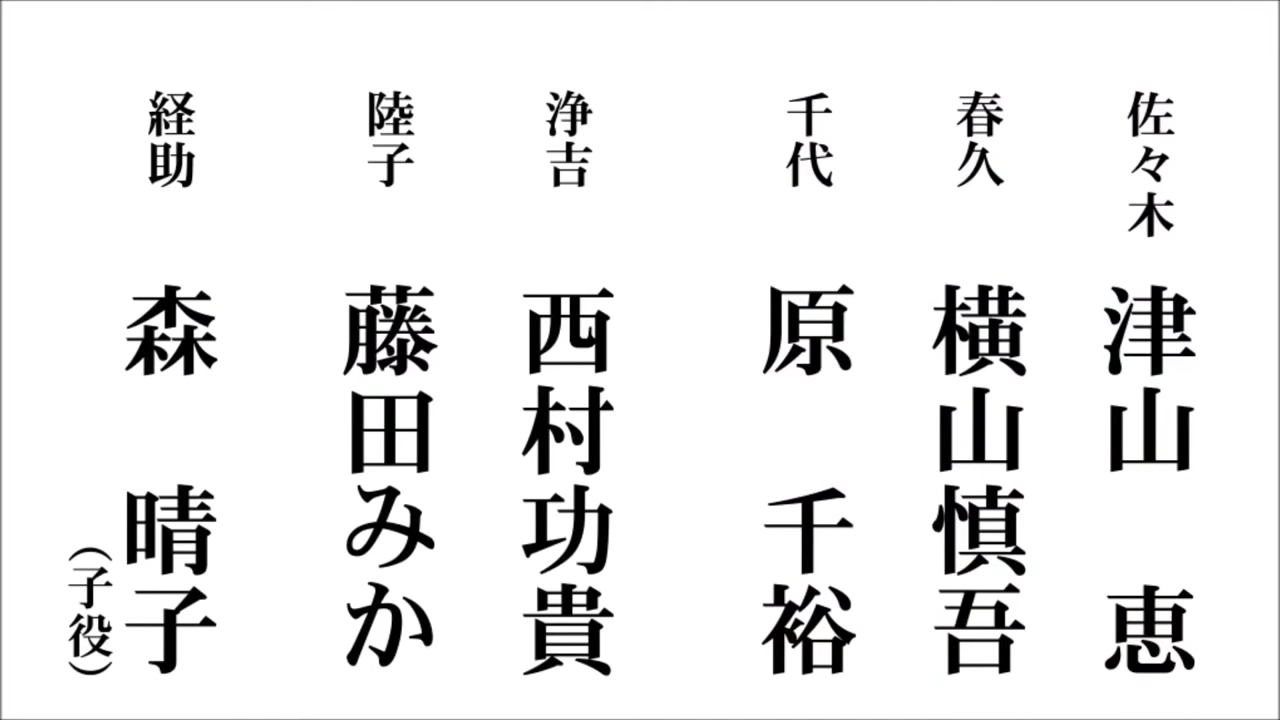 佐々木 津山 恵
春久 横山慎吾
千代 原 千裕
浄吉 西村功貴
陸子 藤田みか
経助 森 晴子
(子役)